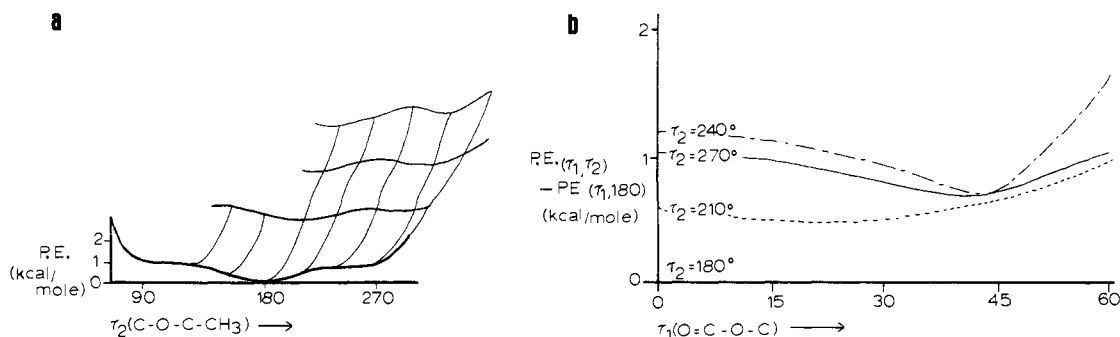 a
P.E.
(kcal/
mole)
2
1
0
90
180
270
τ2(C-O-C-CH3) →
b
2
1
0
P.E.(τ1,τ2)
-PE(τ1,180)
(kcal/mole)
τ2=240°
τ2=270°
τ2=210°
τ2=180°
0
15
30
45
60
τ1(O=C-O-C) →